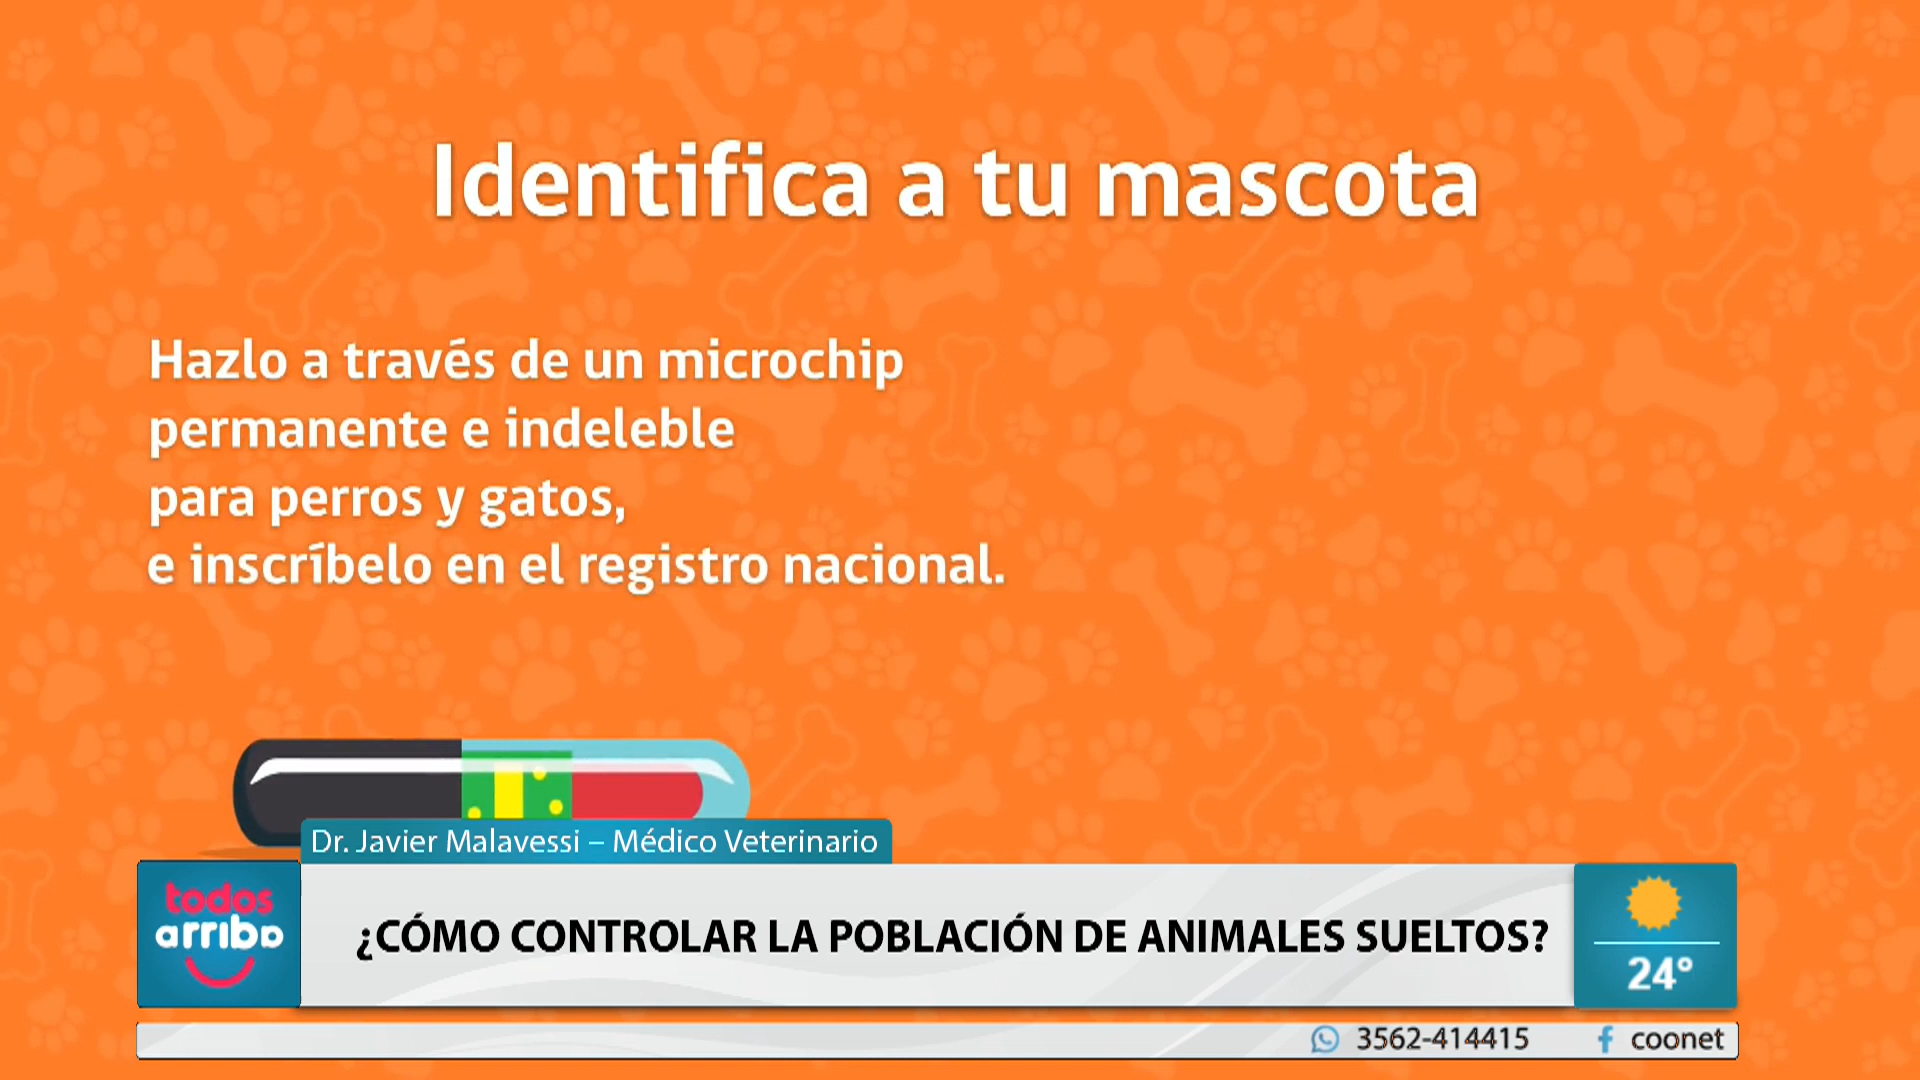 Identifica a tu mascota
Hazlo a través de un microchip
permanente e indeleble
para perros y gatos,
e inscríbelo en el registro nacional.
Dr. Javier Malavessi – Médico Veterinario
todos
arriba
¿CÓMO CONTROLAR LA POBLACIÓN DE ANIMALES SUELTOS?
24°
3562-414415 coonet